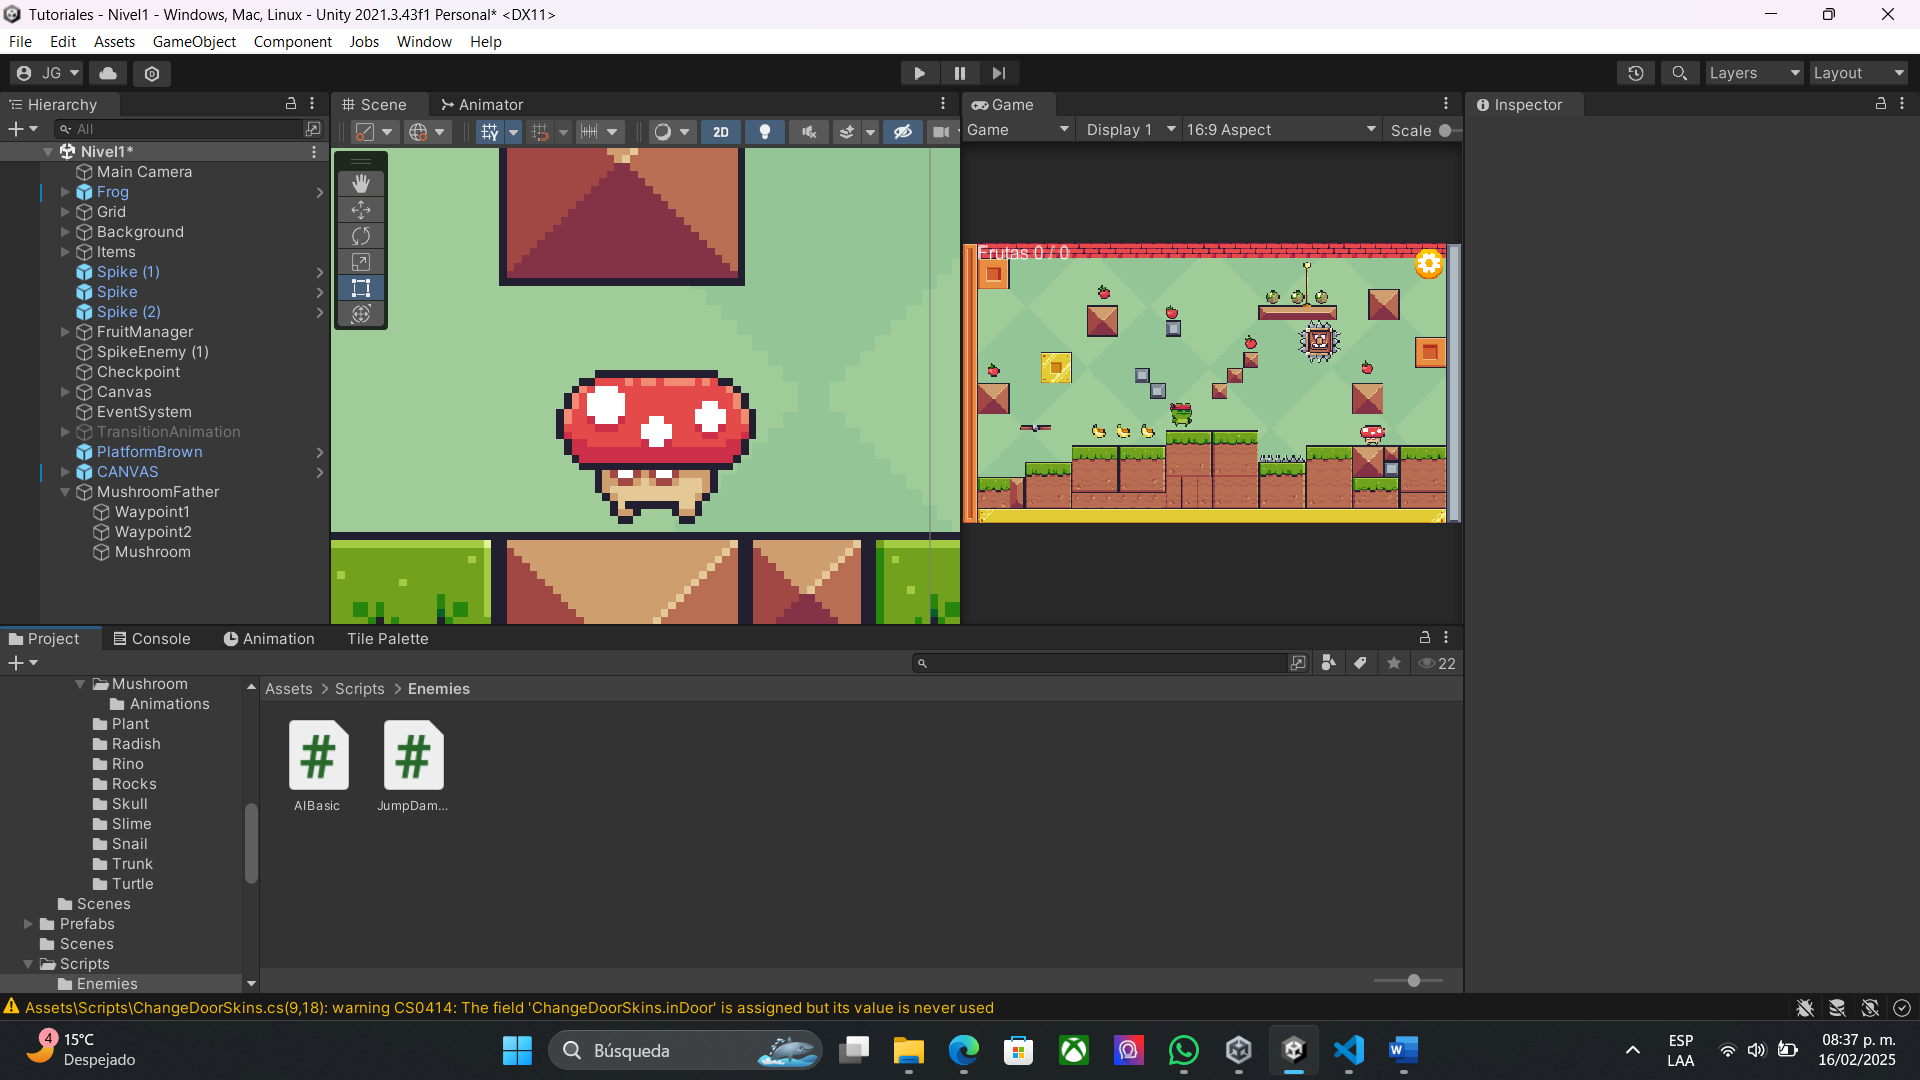 Tutoriales - Nivel1 - Windows, Mac, Linux - Unity 2021.3.43f1 Personal* <DX11>
File Edit Assets GameObject Component Jobs Window Help
JG
Layers
Layout
Hierarchy
All
Nivel1*
Main Camera
Frog
Grid
Background
Items
Spike (1)
Spike
Spike (2)
FruitManager
SpikeEnemy (1)
Checkpoint
Canvas
EventSystem
TransitionAnimation
PlatformBrown
CANVAS
MushroomFather
Waypoint1
Waypoint2
Mushroom
Scene
Animator
2D
Game
Game
Display 1
16:9 Aspect
Scale
Frutas 0 / 0
Inspector
Project
Console
Animation
Tile Palette
22
Mushroom
Animations
Plant
Radish
Rino
Rocks
Skull
Slime
Snail
Trunk
Turtle
Scenes
Prefabs
Scenes
Scripts
Enemies
Assets > Scripts > Enemies
AIBasic
JumpDam...
Assets\Scripts\ChangeDoorSkins.cs(9,18): warning CS0414: The field 'ChangeDoorSkins.inDoor' is assigned but its value is never used
4
15°C
Despejado
Búsqueda
ESP
LAA
08:37 p. m.
16/02/2025